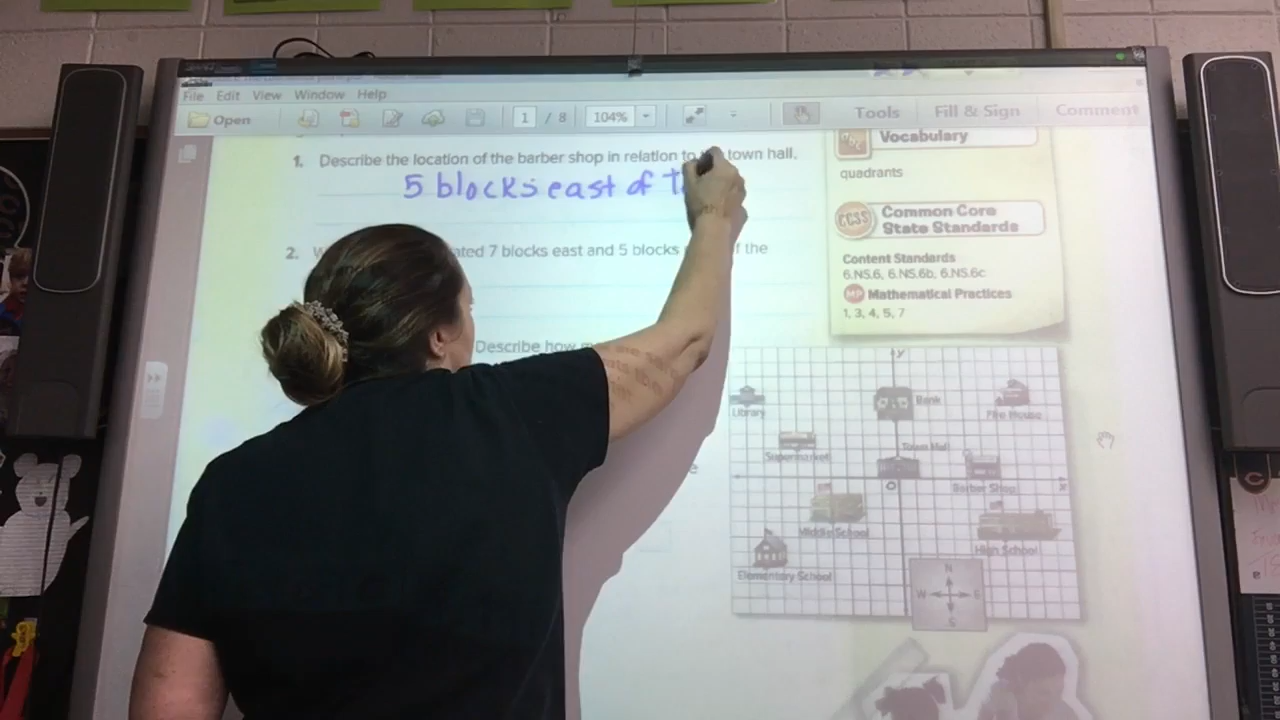 File Edit View Window Help
Open 1 / 8 104% Tools Fill & Sign Comment
1. Describe the location of the barber shop in relation to town hall.
5 blocks east of
2. 7 blocks east and 5 blocks the
Describe how
Vocabulary
quadrants
CCSS Common Core
State Standards
Content Standards
6.NS.6, 6.NS.6b, 6.NS.6c
MP Mathematical Practices
1, 3, 4, 5, 7
y
Library
Bank
Fire House
Supermarket
Town Hall
O
Barber Shop
x
Middle School
High School
Elementary School
N
W E
S